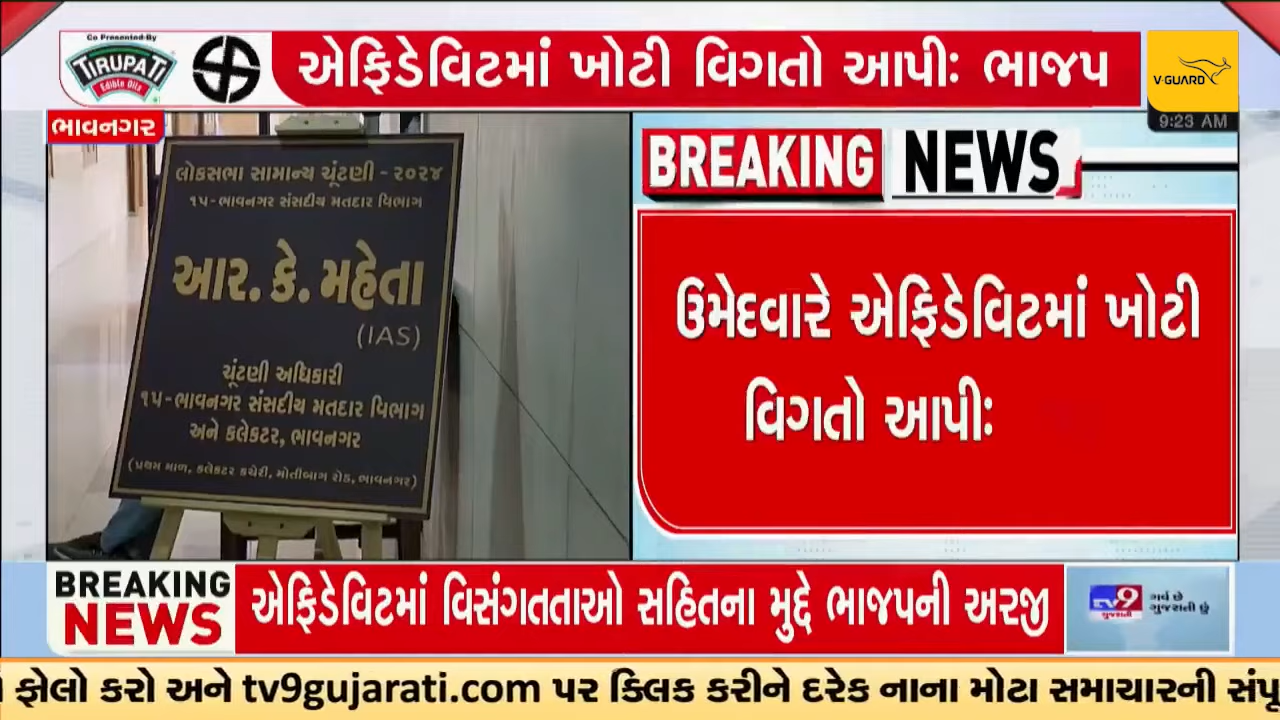 Co Presented By
TIRUPATI
Edible Oils
એફિડેવિટમાં ખોટી વિગતો આપીઃ ભાજપ
V-GUARD
9:23 AM
ભાવનગર
લોકસભા સામાન્ય ચૂંટણી - ૨૦૨૪
૧૫-ભાવનગર સંસદીય મતદાર વિભાગ
આર. કે. મહેતા
(IAS)
ચૂંટણી અધિકારી
૧૫-ભાવનગર સંસદીય મતદાર વિભાગ
અને કલેકટર, ભાવનગર
(પ્રથમ માળ, કલેકટર કચેરી, મોતીબાગ રોડ, ભાવનગર)
BREAKING NEWS
ઉમેદવારે એફિડેવિટમાં ખોટી
વિગતો આપીઃ
BREAKING
NEWS
એફિડેવિટમાં વિસંગતતાઓ સહિતના મુદ્દે ભાજપની અરજી
tv9
ગુજરાતી
ગર્વ છે
ગુજરાતી છું
ફોલો કરો અને tv9gujarati.com પર ક્લિક કરીને દરેક નાના મોટા સમાચારની સંપૂ